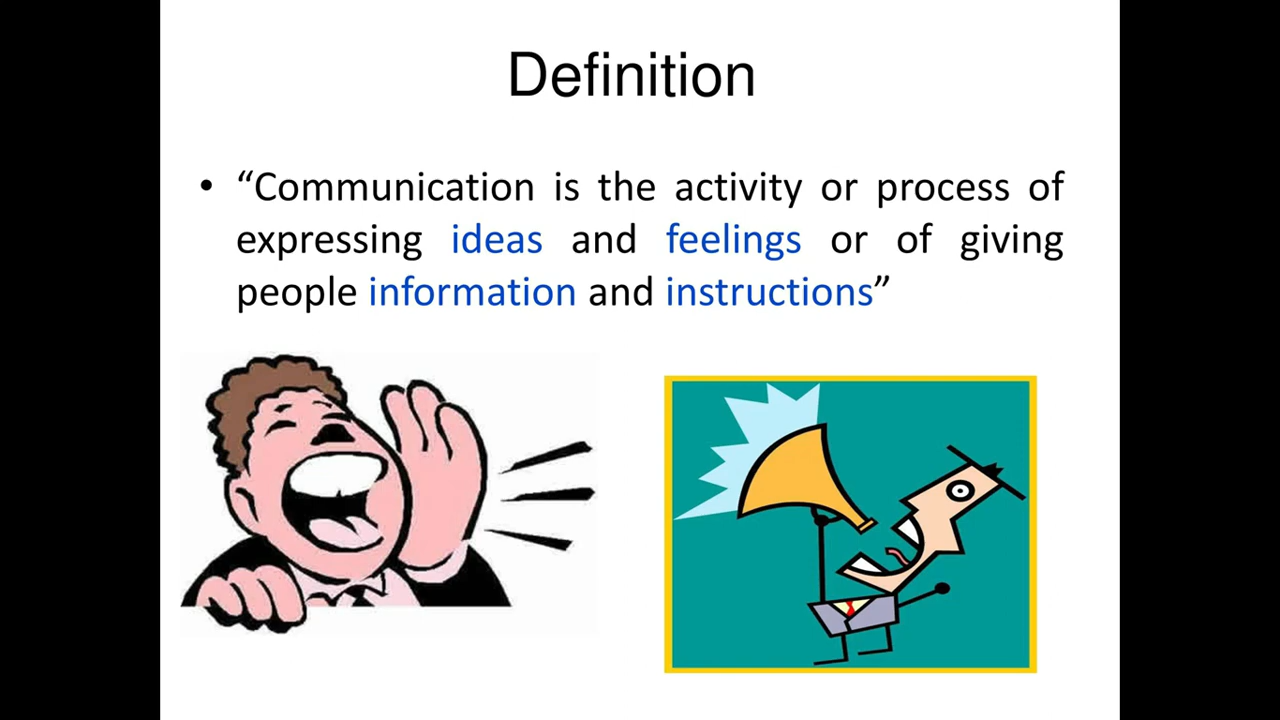 Definition
• “Communication is the activity or process of
expressing ideas and feelings or of giving
people information and instructions”